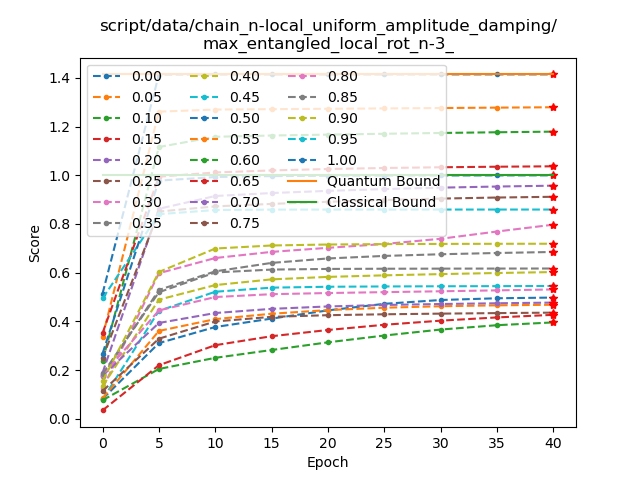 script/data/chain_n-local_uniform_amplitude_damping/
max_entangled_local_rot_n-3_
Score
1.4
1.2
1.0
0.8
0.6
0.4
0.2
0.0
0.00 0.40 0.80
0.05 0.45 0.85
0.10 0.50 0.90
0.15 0.55 0.95
0.20 0.60 1.00
0.25 0.65 Quantum Bound
0.30 0.70 Classical Bound
0.35 0.75
0 5 10 15 20 25 30 35 40
Epoch